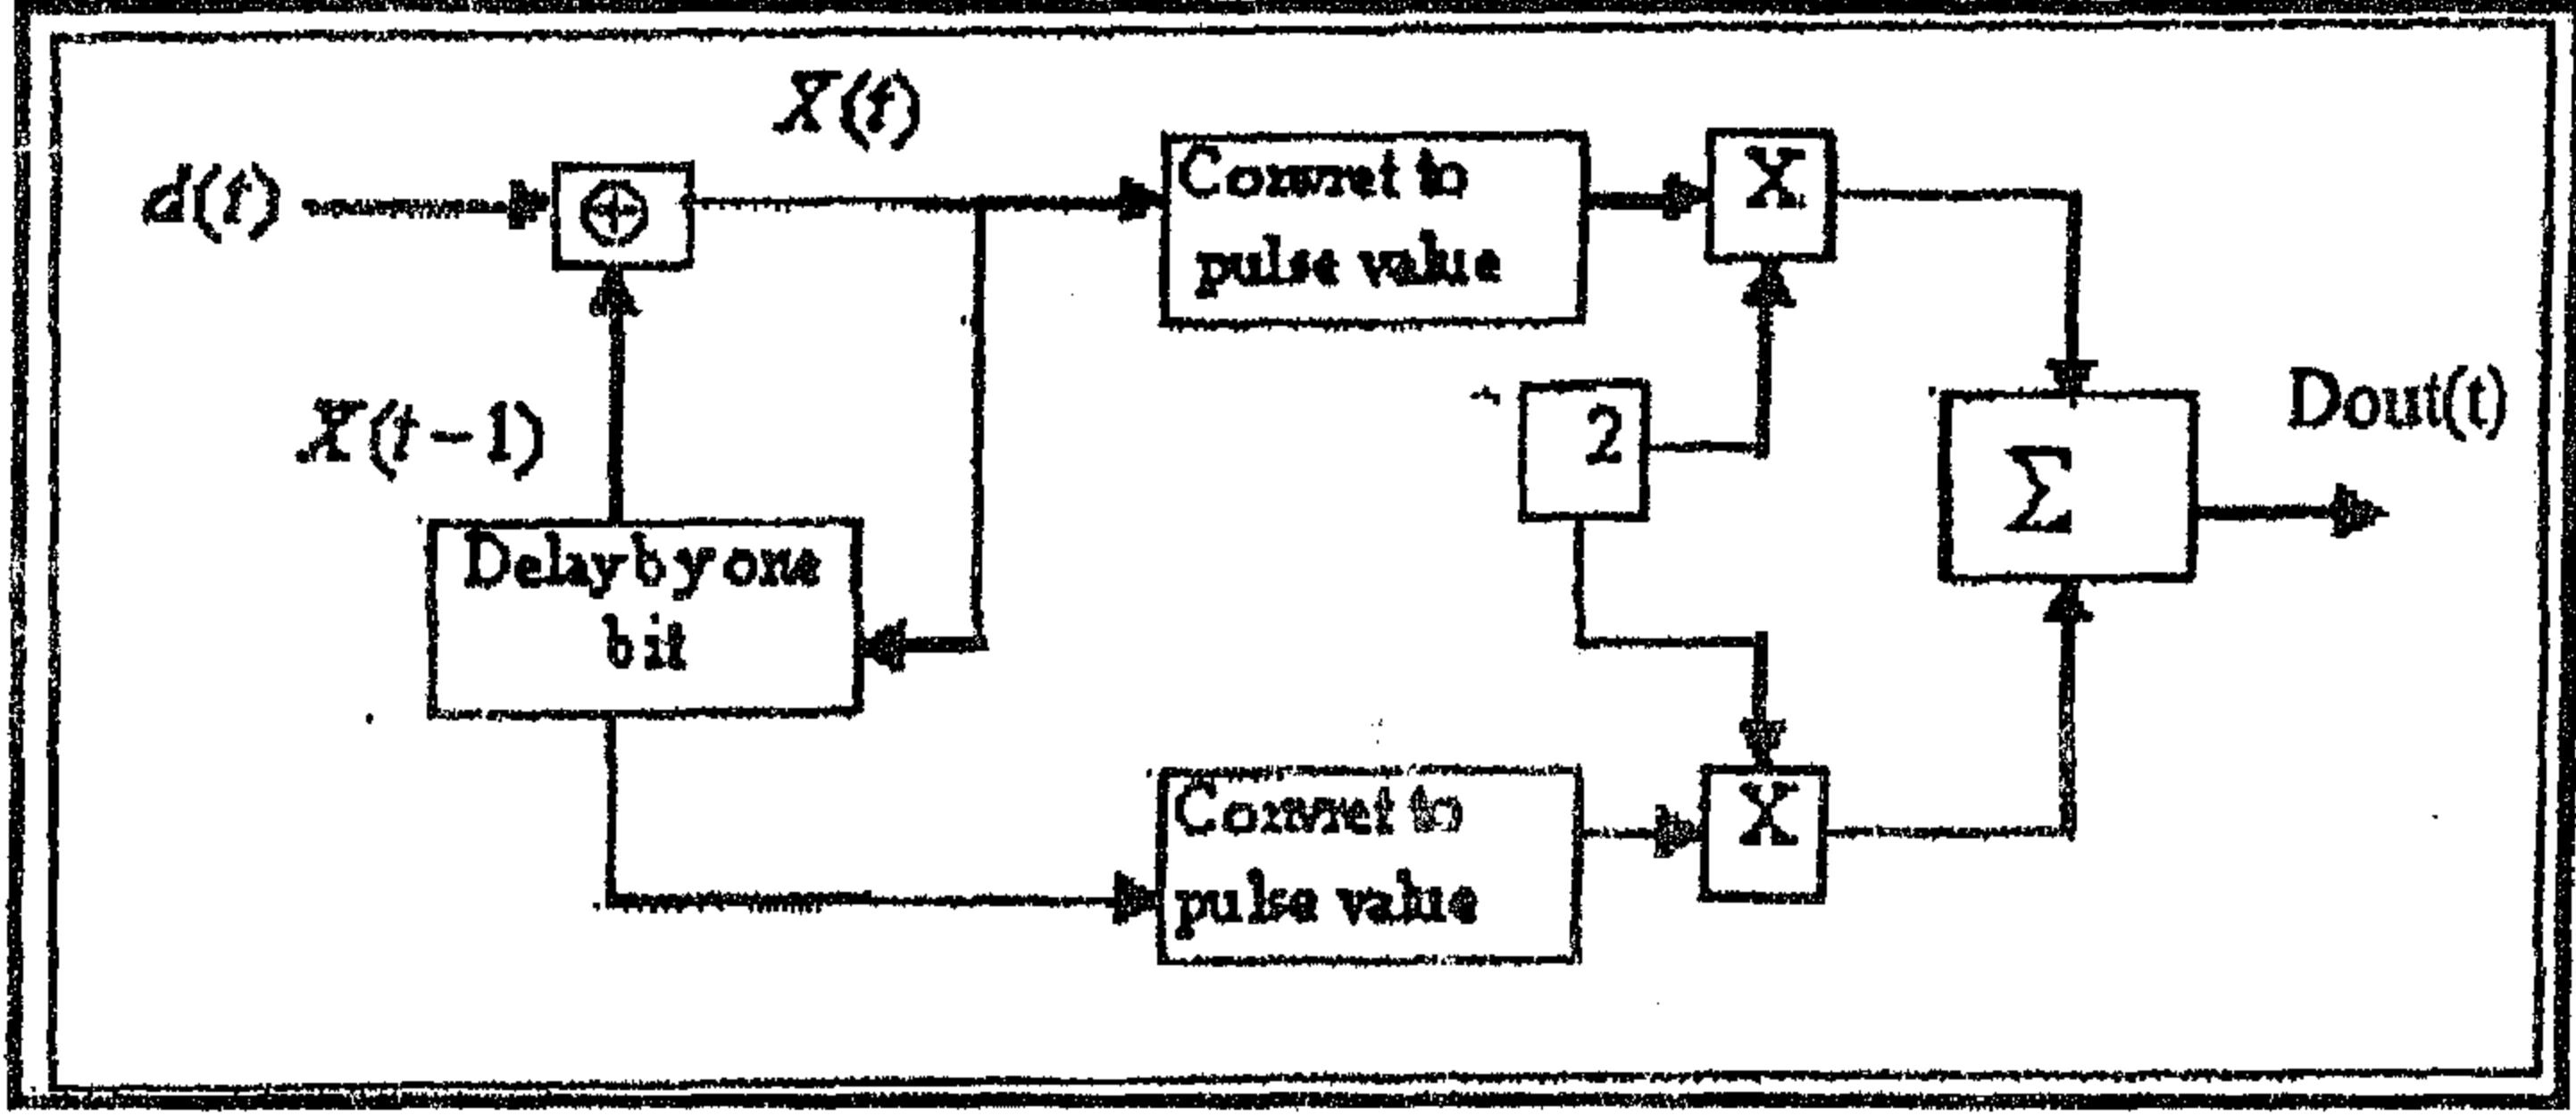 X(t)
d(t)
⊕
Convret to
pulse value
X
X(t-1)
2
Dout(t)
Σ
Delay by one
bit
Convret to
pulse value
X